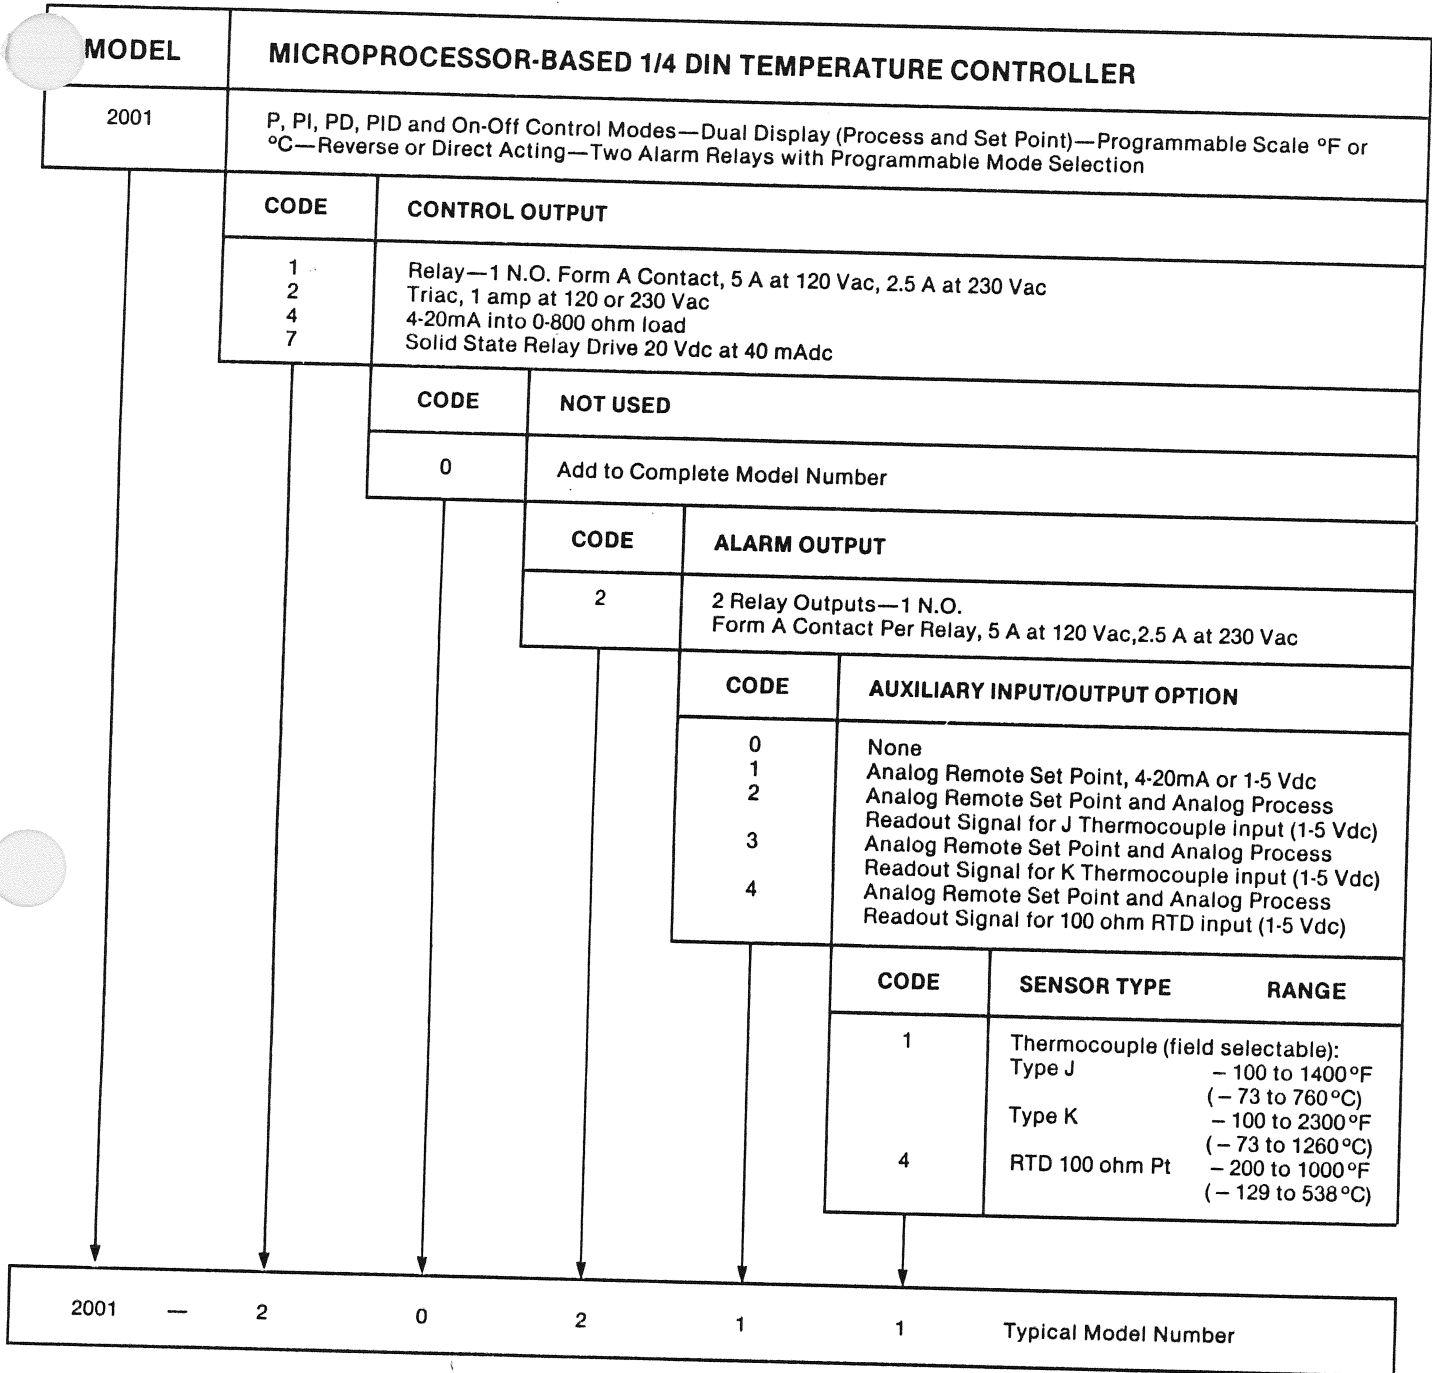 MODEL
MICROPROCESSOR-BASED 1/4 DIN TEMPERATURE CONTROLLER
2001
P, PI, PD, PID and On-Off Control Modes—Dual Display (Process and Set Point)—Programmable Scale ºF or
ºC—Reverse or Direct Acting—Two Alarm Relays with Programmable Mode Selection
CODE CONTROL OUTPUT
1 Relay—1 N.O. Form A Contact, 5 A at 120 Vac, 2.5 A at 230 Vac
2 Triac, 1 amp at 120 or 230 Vac
4 4-20mA into 0-800 ohm load
7 Solid State Relay Drive 20 Vdc at 40 mAdc
CODE NOT USED
0 Add to Complete Model Number
CODE ALARM OUTPUT
2 2 Relay Outputs—1 N.O.
Form A Contact Per Relay, 5 A at 120 Vac,2.5 A at 230 Vac
CODE AUXILIARY INPUT/OUTPUT OPTION
0 None
1 Analog Remote Set Point, 4-20mA or 1-5 Vdc
2 Analog Remote Set Point and Analog Process
Readout Signal for J Thermocouple input (1-5 Vdc)
3 Analog Remote Set Point and Analog Process
Readout Signal for K Thermocouple input (1-5 Vdc)
4 Analog Remote Set Point and Analog Process
Readout Signal for 100 ohm RTD input (1-5 Vdc)
CODE SENSOR TYPE RANGE
1 Thermocouple (field selectable):
Type J – 100 to 1400ºF
(– 73 to 760ºC)
Type K – 100 to 2300ºF
(– 73 to 1260ºC)
4 RTD 100 ohm Pt – 200 to 1000ºF
(– 129 to 538ºC)
2001 — 2 0 2 1 1 Typical Model Number